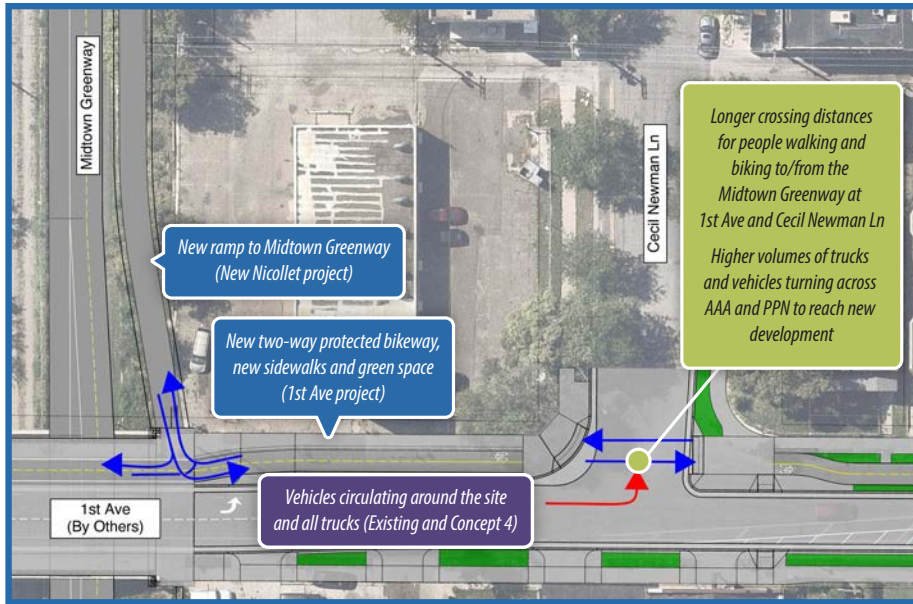 Midtown Greenway
Cecil Newman Ln
Longer crossing distances
for people walking and
biking to/from the
Midtown Greenway at
1st Ave and Cecil Newman Ln
Higher volumes of trucks
and vehicles turning across
AAA and PPN to reach new
development
New ramp to Midtown Greenway
(New Nicollet project)
New two-way protected bikeway,
new sidewalks and green space
(1st Ave project)
Vehicles circulating around the site
and all trucks (Existing and Concept 4)
1st Ave
(By Others)